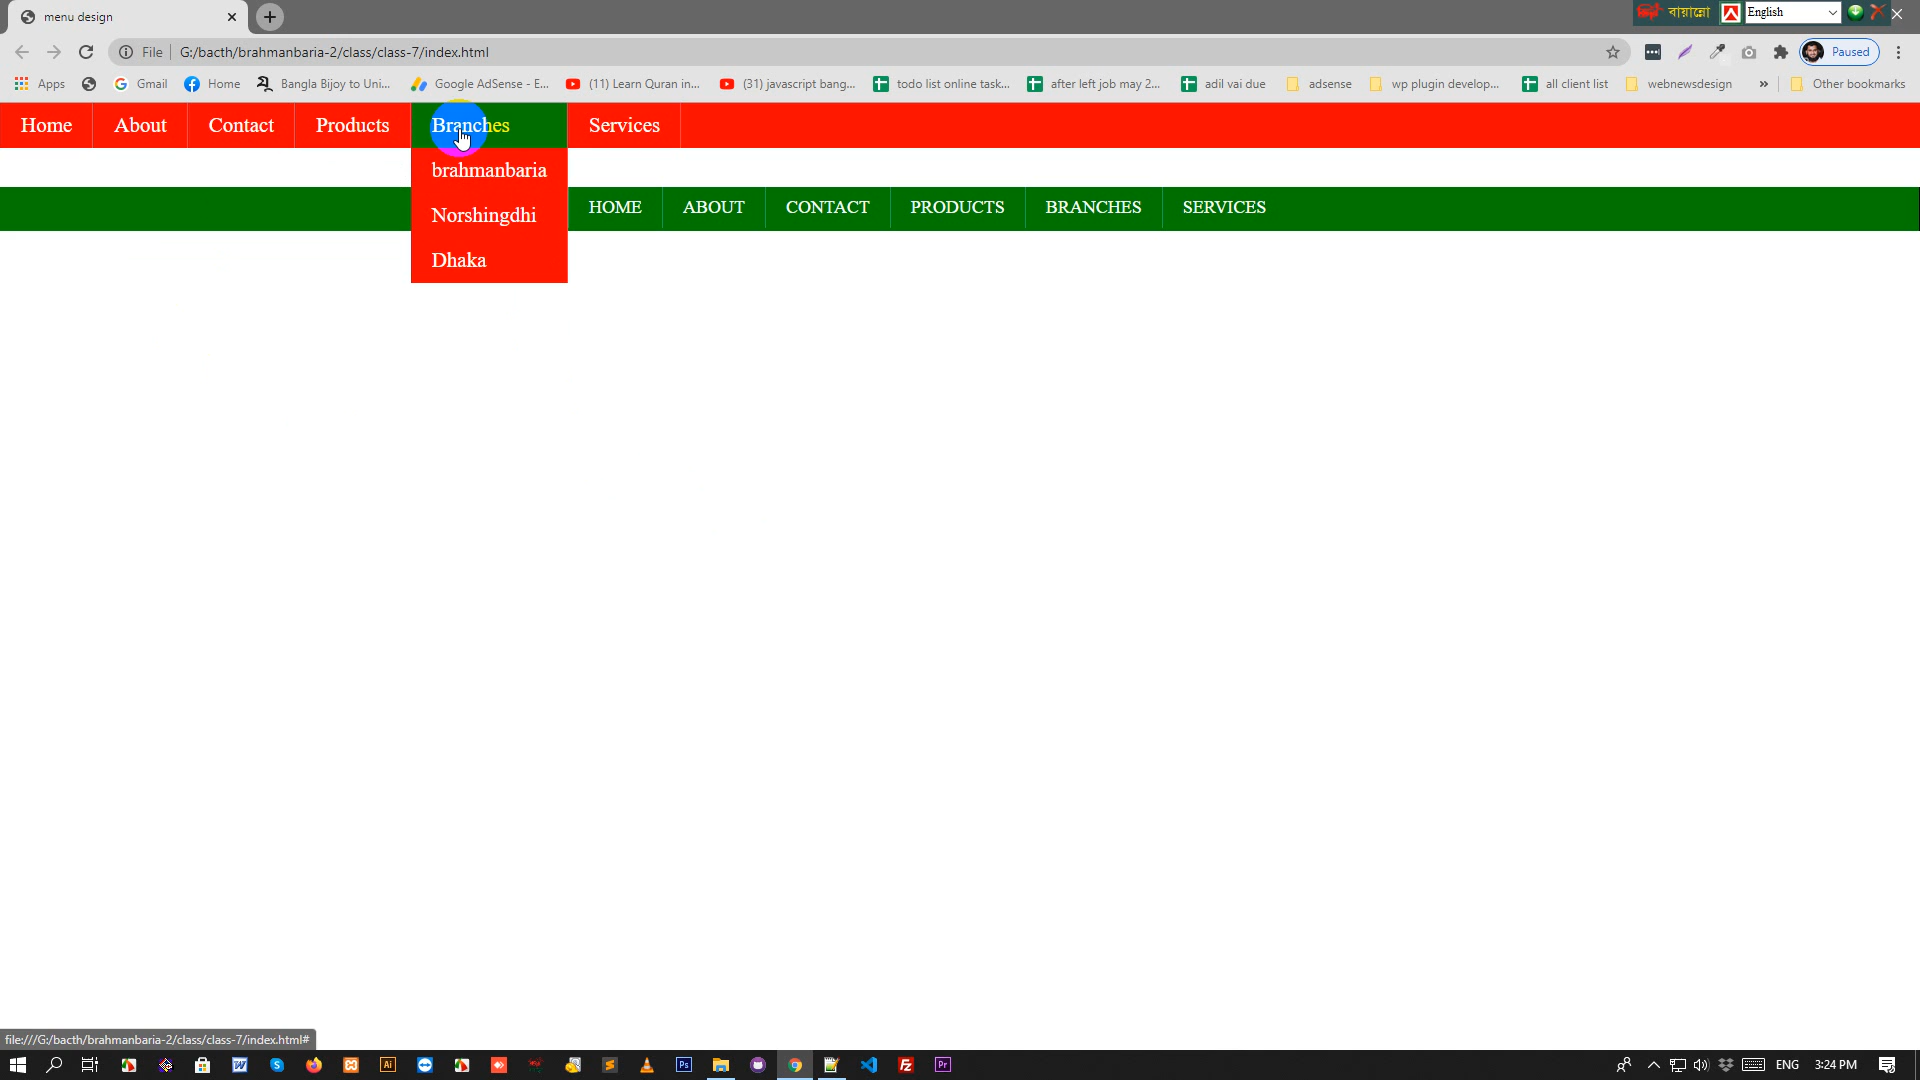 menu design
বায়ান্নো English
File G:/bacth/brahmanbaria-2/class/class-7/index.html Paused
Apps Gmail Home Bangla Bijoy to Uni... Google AdSense - E... (11) Learn Quran in... (31) javascript bang... todo list online task... after left job may 2... adil vai due adsense wp plugin develop... all client list webnewsdesign » Other bookmarks
Home About Contact Products Branches Services
brahmanbaria
Norshingdhi
Dhaka
HOME ABOUT CONTACT PRODUCTS BRANCHES SERVICES
file:///G:/bacth/brahmanbaria-2/class/class-7/index.html#
W S Ai Ps Fz Pr ENG 3:24 PM